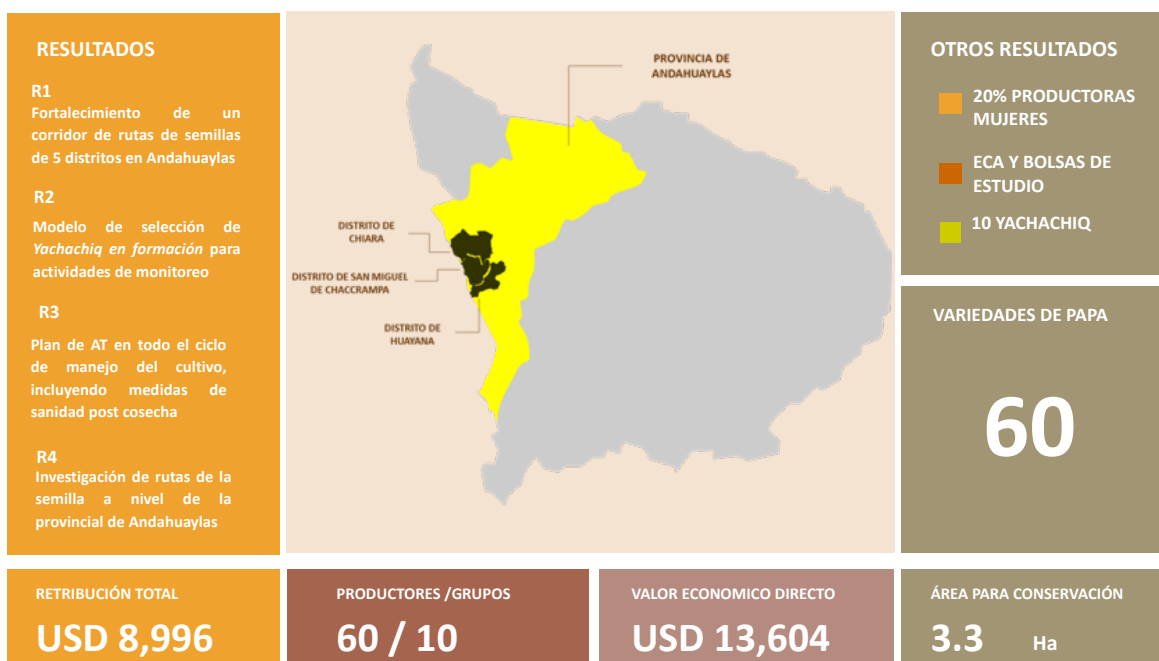 RESULTADOS
R1
Fortalecimiento de un
corridor de rutas de semillas
de 5 distritos en Andahuaylas
R2
Modelo de selección de
Yachachiq en formación para
actividades de monitoreo
R3
Plan de AT en todo el ciclo
de manejo del cultivo,
incluyendo medidas de
sanidad post cosecha
R4
Investigación de rutas de la
semilla a nivel de la
provincial de Andahuaylas
PROVINCIA DE
ANDAHUAYLAS
DISTRITO DE
CHIARA
DISTRITO DE SAN MIGUEL
DE CHACCRAMPA
DISTRITO DE
HUAYANA
OTROS RESULTADOS
20% PRODUCTORAS
MUJERES
ECA Y BOLSAS DE
ESTUDIO
10 YACHACHIQ
VARIEDADES DE PAPA
60
RETRIBUCIÓN TOTAL
USD 8,996
PRODUCTORES /GRUPOS
60 / 10
VALOR ECONOMICO DIRECTO
USD 13,604
ÁREA PARA CONSERVACIÓN
3.3 Ha